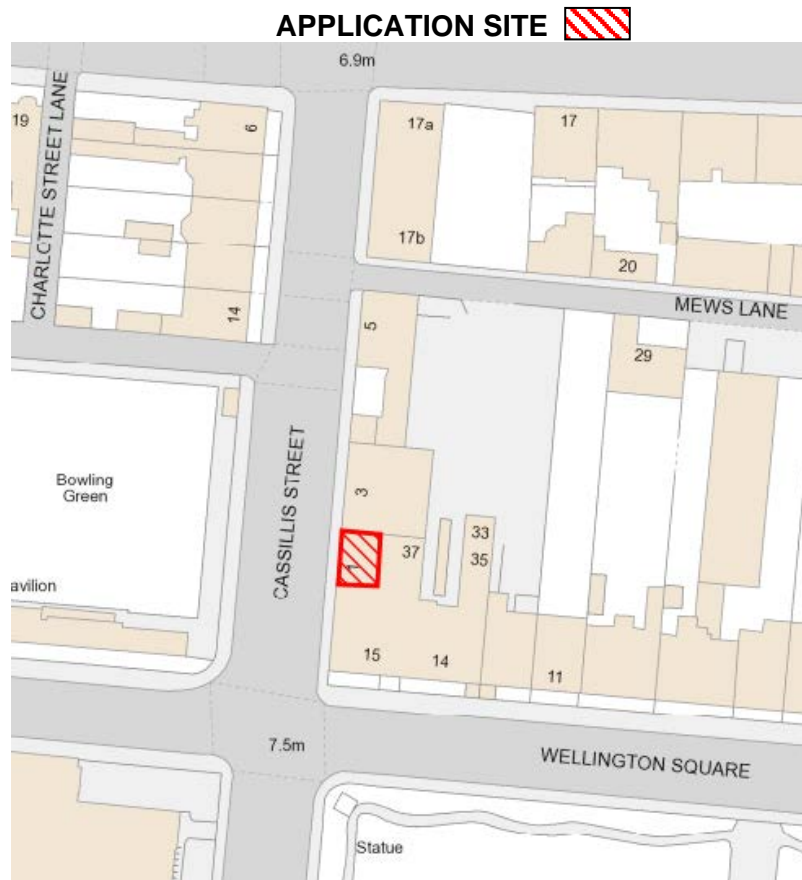 APPLICATION SITE
6.9m
CHARLOTTE STREET LANE
19
6
17a
17
17b
20
MEWS LANE
14
5
29
CASSILLIS STREET
Bowling
Green
3
33
37
35
1
avilion
15
14
11
7.5m
WELLINGTON SQUARE
Statue